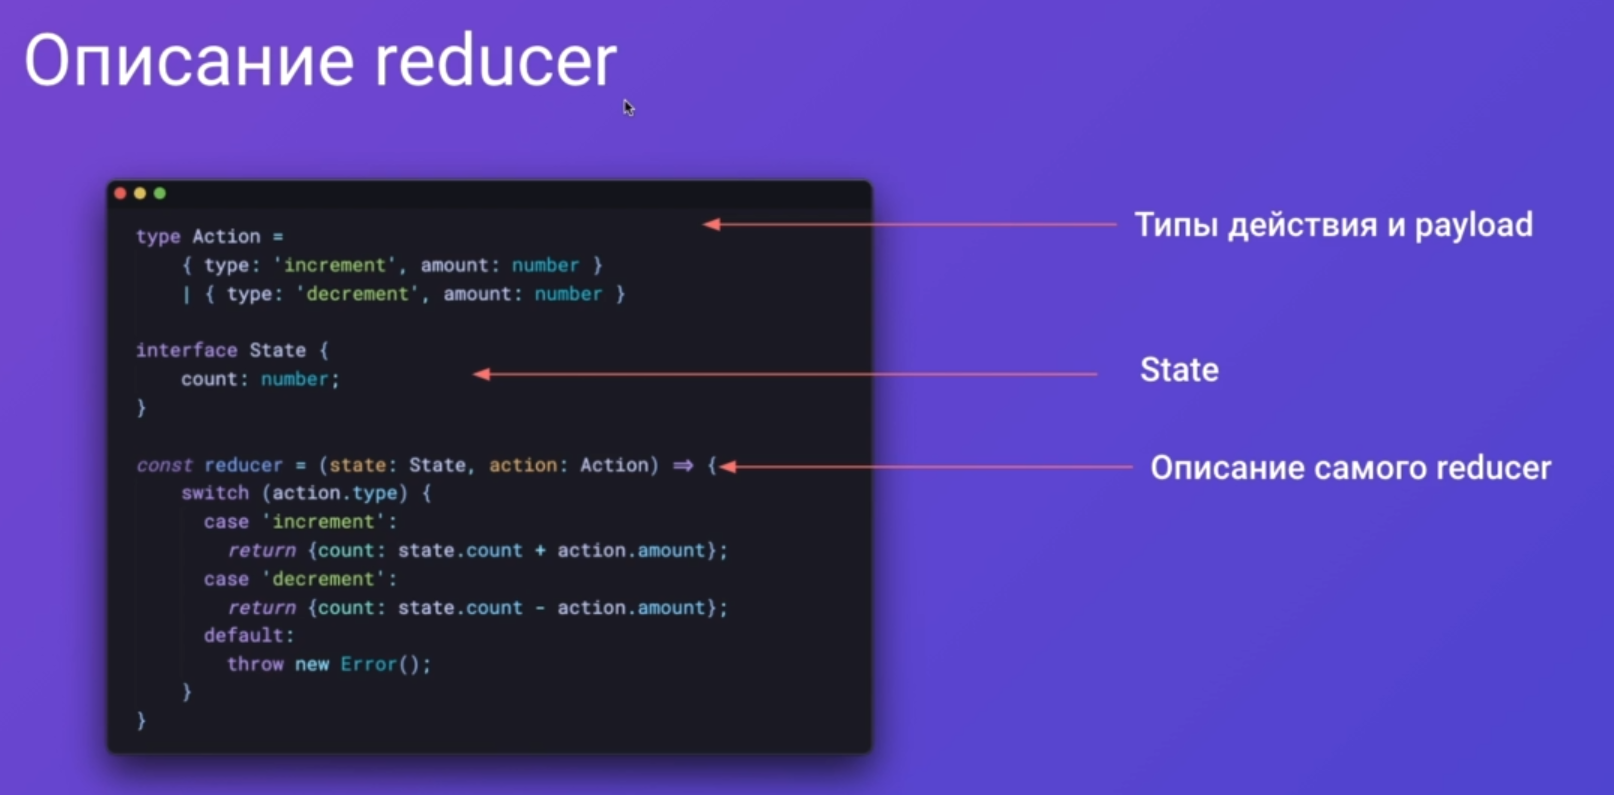 Описание reducer
type Action =
{ type: 'increment', amount: number }
| { type: 'decrement', amount: number }
interface State {
count: number;
}
const reducer = (state: State, action: Action) => {
switch (action.type) {
case 'increment':
return {count: state.count + action.amount};
case 'decrement':
return {count: state.count - action.amount};
default:
throw new Error();
}
}
Типы действия и payload
State
Описание самого reducer